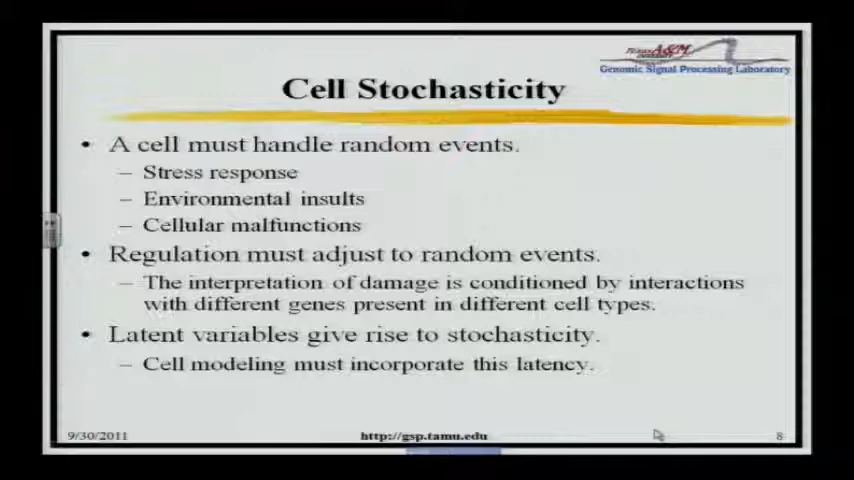 TEXAS A&M
UNIVERSITY
Genomic Signal Processing Laboratory
Cell Stochasticity
• A cell must handle random events.
– Stress response
– Environmental insults
– Cellular malfunctions
• Regulation must adjust to random events.
– The interpretation of damage is conditioned by interactions
with different genes present in different cell types.
• Latent variables give rise to stochasticity.
– Cell modeling must incorporate this latency.
9/30/2011
http://gsp.tamu.edu
8